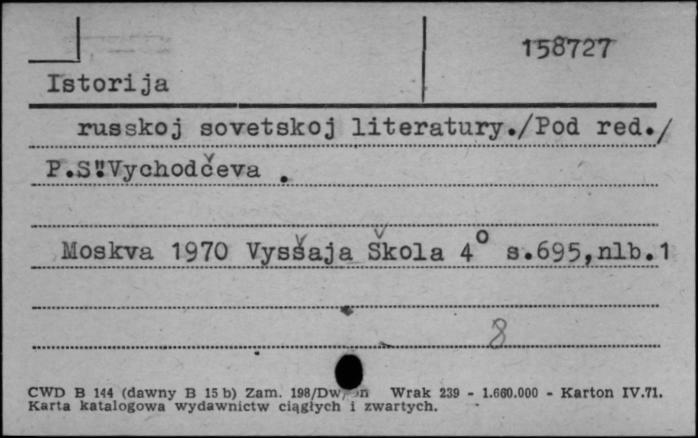 158727
Istorija
russkoj sovetskoj literatury./Pod red./
P.S.Vychodčeva .
Moskva 1970 Vysšaja Škola 4° s.695,nlb.1
8
CWD B 144 (dawny B 15 b) Zam. 198/Dw/ n Wrak 239 - 1.660.000 - Karton IV.71.
Karta katalogowa wydawnictw ciągłych i zwartych.